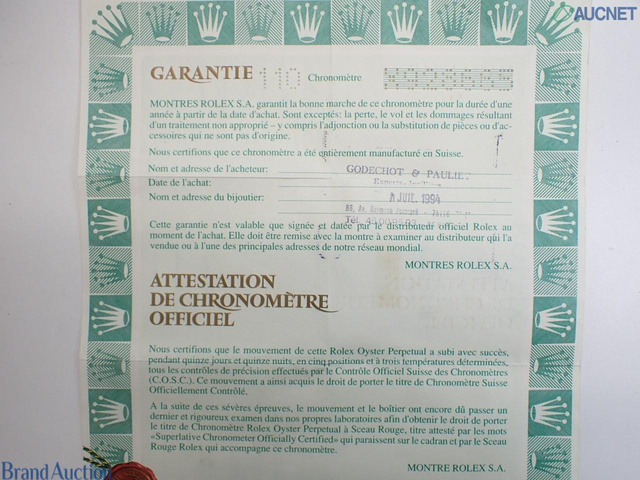 AUCNET
GARANTIE 110 Chronomètre
MONTRES ROLEX S.A. garantit la bonne marche de ce chronomètre pour la durée d'une
année à partir de la date d'achat. Sont exceptés: la perte, le vol et les dommages résultant
d'un traitement non approprié – y compris l'adjonction ou la substitution de pièces ou d'ac-
cessoires qui ne sont pas d'origine.
Nous certifions que ce chronomètre a été entièrement manufacturé en Suisse.
Nom et adresse de l'acheteur: GODECHOT & PAULIET
Date de l'achat:
Nom et adresse du bijoutier: JUIL. 1994
86, Av.
Tél.
Cette garantie n'est valable que signée et datée par le distributeur officiel Rolex au
moment de l'achat. Elle doit être remise avec la montre à examiner au distributeur qui l'a
vendue ou à l'une des principales adresses de notre réseau mondial.
MONTRES ROLEX S.A.
ATTESTATION
DE CHRONOMÈTRE
OFFICIEL
Nous certifions que le mouvement de cette Rolex Oyster Perpetual a subi avec succès,
pendant quinze jours et quinze nuits, en cinq positions et à trois températures déterminées,
tous les contrôles de précision effectués par le Contrôle Officiel Suisse des Chronomètres
(C.O.S.C.). Ce mouvement a ainsi acquis le droit de porter le titre de Chronomètre Suisse
Officiellement Contrôlé.
A la suite de ces sévères épreuves, le mouvement et le boîtier ont encore dû passer un
dernier et rigoureux examen dans nos propres laboratoires afin d'obtenir le droit de porter
le titre de Chronomètre Rolex Oyster Perpetual à Sceau Rouge, titre attesté par les mots
«Superlative Chronometer Officially Certified» qui paraissent sur le cadran et par le Sceau
Rouge Rolex qui accompagne ce chronomètre.
MONTRE ROLEX S.A.
Brand Auction